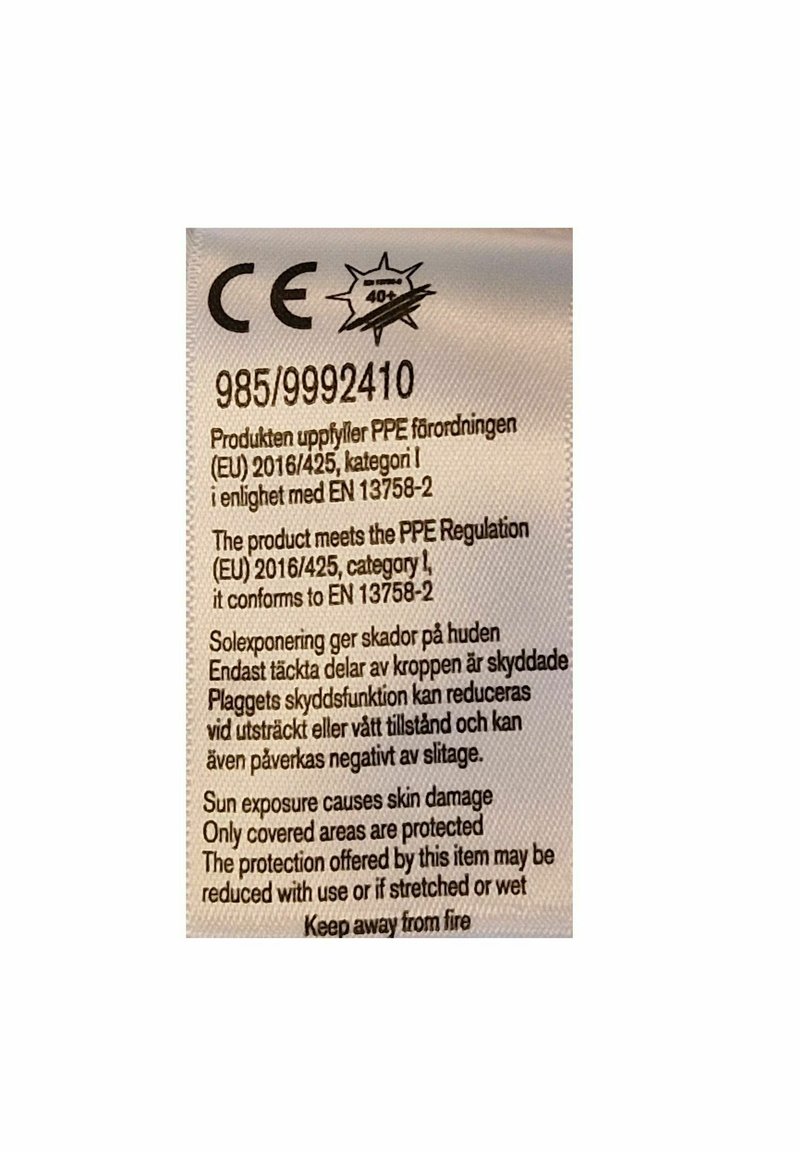 CE
40+
985/9992410
Produkten uppfyller PPE förordningen
(EU) 2016/425, kategori I
i enlighet med EN 13758-2
The product meets the PPE Regulation
(EU) 2016/425, category I,
it conforms to EN 13758-2
Solexponering ger skador på huden
Endast täckta delar av kroppen är skyddade
Plaggets skyddsfunktion kan reduceras
vid utsträckt eller vått tillstånd och kan
även påverkas negativt av slitage.
Sun exposure causes skin damage
Only covered areas are protected
The protection offered by this item may be
reduced with use or if stretched or wet
Keep away from fire